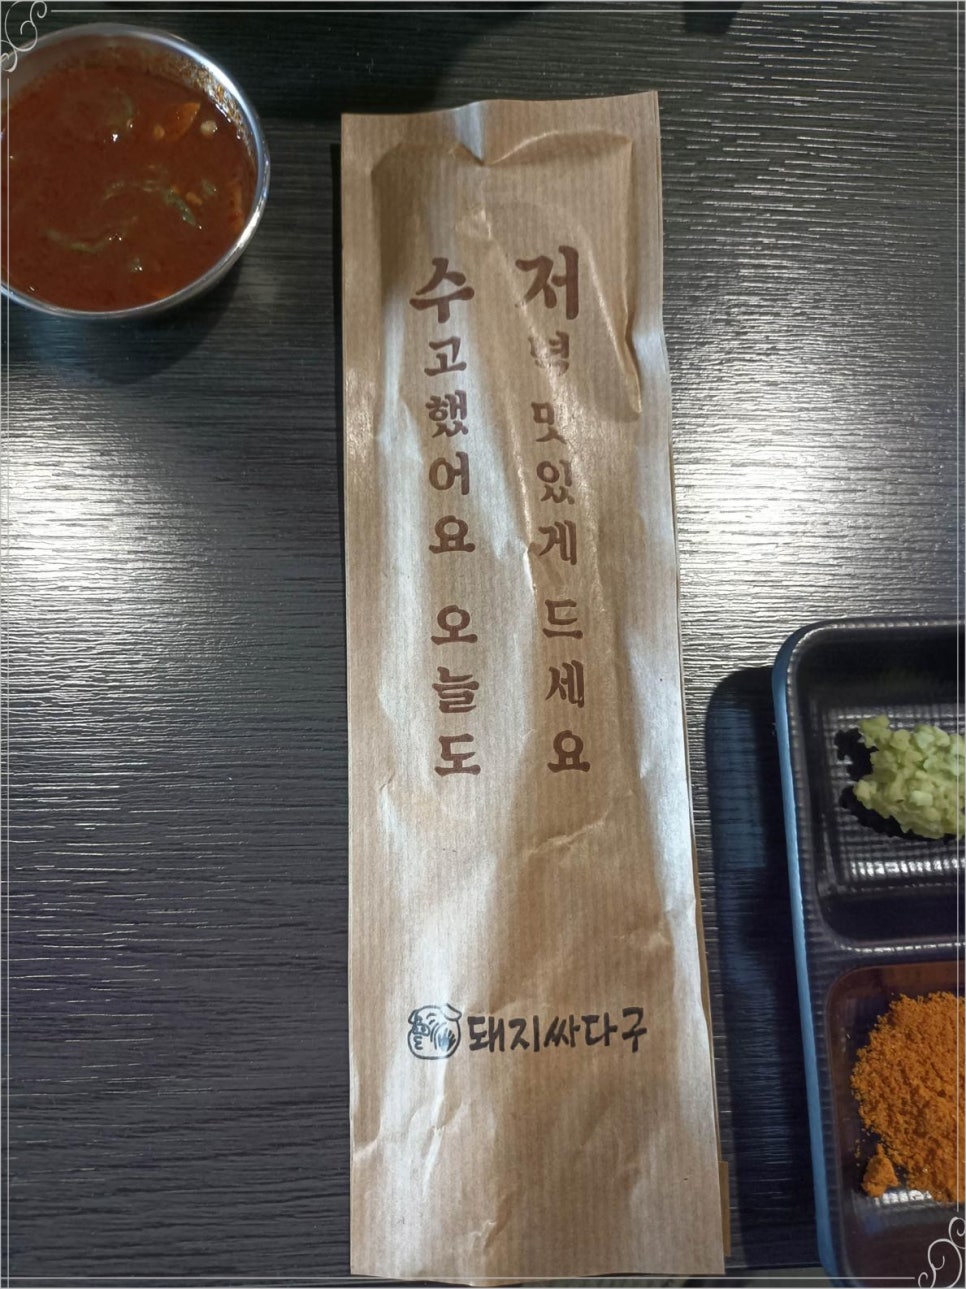 저녁 맛있게 드세요
수고했어요 오늘도
돼지싸다구